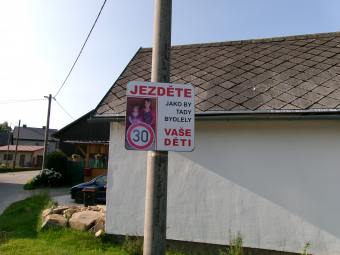 JEZDĚTE
JAKO BY
TADY
BYDLELY
VAŠE
DĚTI
30